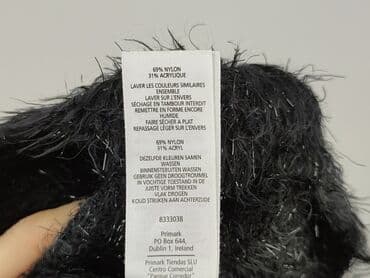 69% NYLON
31% ACRYLIQUE
LAVER LES COULEURS SIMILAIRES
ENSEMBLE
LAVER SUR L'ENVERS
SÉCHAGE EN TAMBOUR INTERDIT
REMETTRE EN FORME ENCORE
HUMIDE
FAIRE SÉCHER A PLAT
REPASSAGE LÉGER SUR L'ENVERS
69% NYLON
31% ACRYL
DEZELFDE KLEUREN SAMEN
WASSEN
BINNENSTEBUITEN WASSEN
GEBRUIK GEEN DROOGTROMMEL
IN VOCHTIGE TOESTAND IN DE
JUISTE VORM TREKKEN
VLAK DROGEN
KOUD STRIJKEN AAN ACHTERZIJDE
8333038
Primark
PO Box 644,
Dublin 1, Ireland
Primark Tiendas SLU
Centro Comercial
"Parque Corredor"